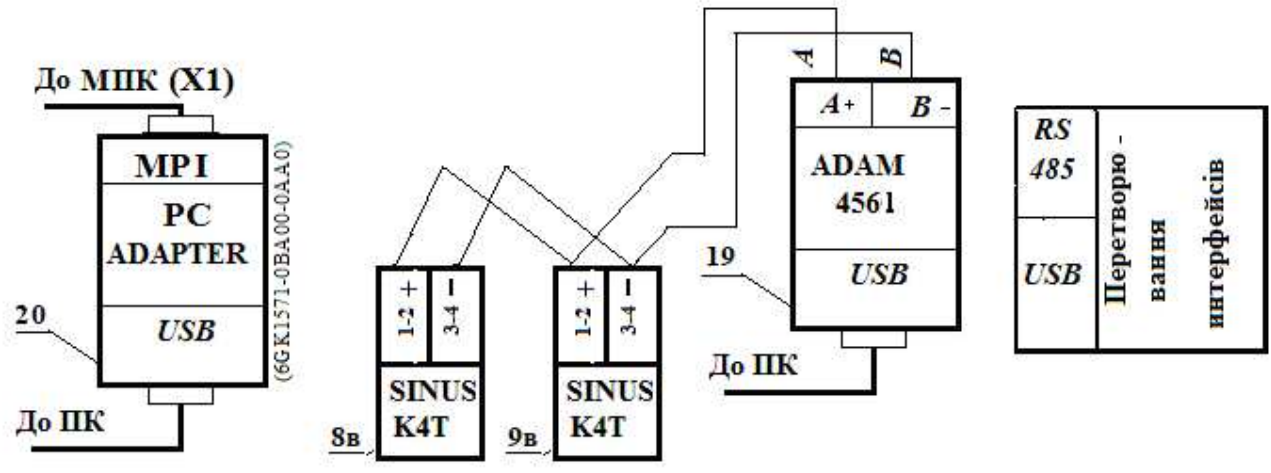 До МПК (X1)
MPI
PC
ADAPTER
USB
(6GK1571-0BA00-0AA0)
20
До ПК
1-2 +
3-4 −
SINUS
K4T
8в
1-2 +
3-4 −
SINUS
K4T
9в
A
B
A+
B -
ADAM
4561
USB
19
До ПК
RS
485
USB
Перетворю -
вання
интерфейсів